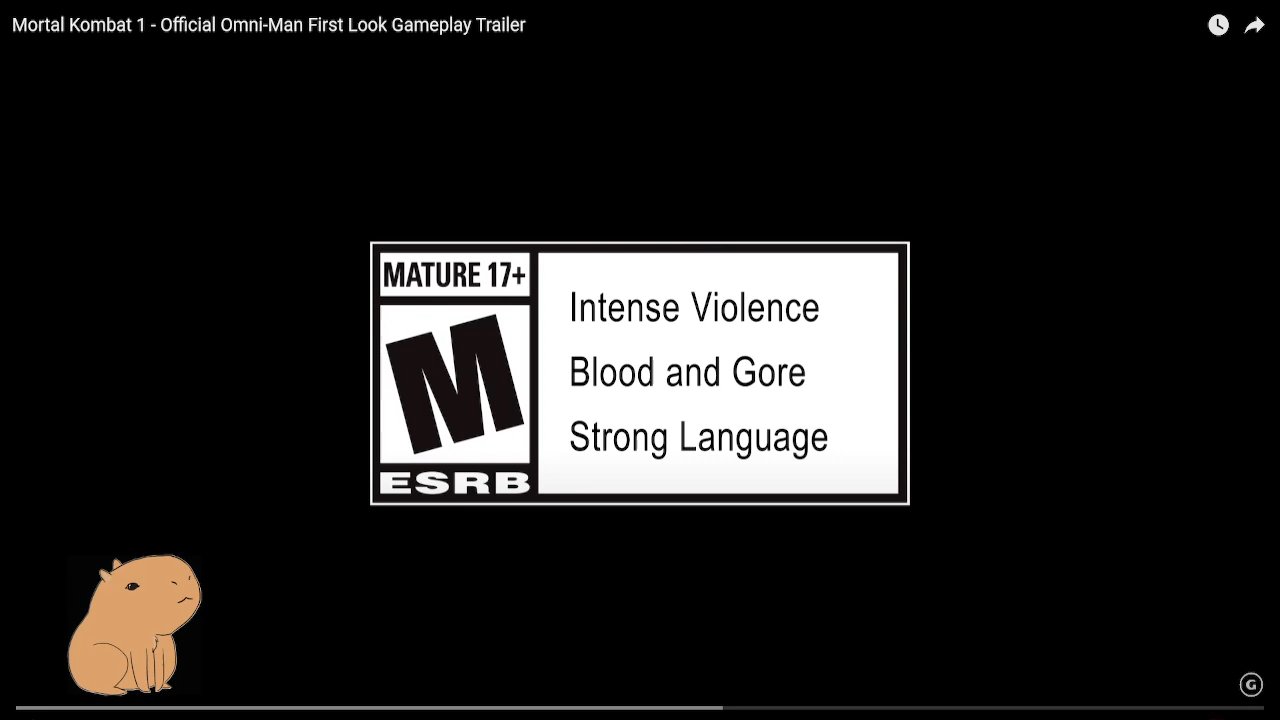 Mortal Kombat 1 - Official Omni-Man First Look Gameplay Trailer
MATURE 17+
M
ESRB
Intense Violence
Blood and Gore
Strong Language
G